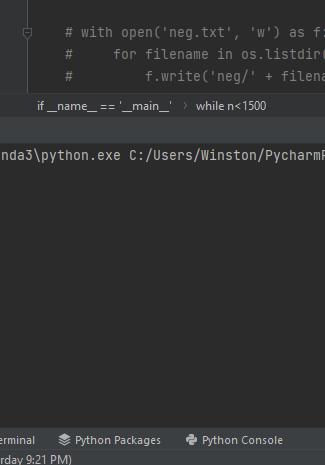 # with open('neg.txt', 'w') as f:
# for filename in os.listdir(
# f.write('neg/' + filena
if __name__ == '__main__' › while n<1500
nda3\python.exe C:/Users/Winston/PycharmP
erminal Python Packages Python Console
rday 9:21 PM)